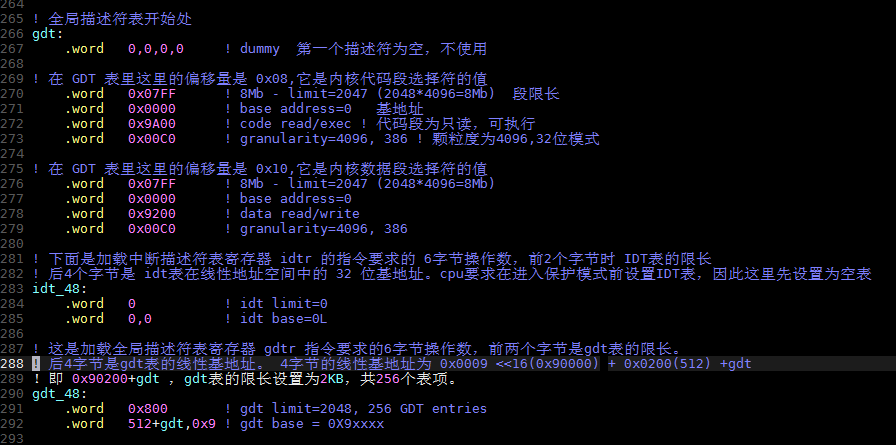 264
265 ! 全局描述符表开始处
266 gdt:
267 .word 0,0,0,0 ! dummy 第一个描述符为空，不使用
268
269 ! 在 GDT 表里这里的偏移量是 0x08,它是内核代码段选择符的值
270 .word 0x07FF ! 8Mb - limit=2047 (2048*4096=8Mb) 段限长
271 .word 0x0000 ! base address=0 基地址
272 .word 0x9A00 ! code read/exec ! 代码段为只读，可执行
273 .word 0x00C0 ! granularity=4096, 386 ! 颗粒度为4096,32位模式
274
275 ! 在 GDT 表里这里的偏移量是 0x10,它是内核数据段选择符的值
276 .word 0x07FF ! 8Mb - limit=2047 (2048*4096=8Mb)
277 .word 0x0000 ! base address=0
278 .word 0x9200 ! data read/write
279 .word 0x00C0 ! granularity=4096, 386
280
281 ! 下面是加载中断描述符表寄存器 idtr 的指令要求的 6字节操作数，前2个字节时 IDT表的限长
282 ! 后4个字节是 idt表在线性地址空间中的 32 位基地址。cpu要求在进入保护模式前设置IDT表，因此这里先设置为空表
283 idt_48:
284 .word 0 ! idt limit=0
285 .word 0,0 ! idt base=0L
286
287 ! 这是加载全局描述符表寄存器 gdtr 指令要求的6字节操作数，前两个字节是gdt表的限长。
288 ! 后4字节是gdt表的线性基地址。 4字节的线性基地址为 0x0009 <<16(0x90000) + 0x0200(512) +gdt
289 ! 即 0x90200+gdt ，gdt表的限长设置为2KB，共256个表项。
290 gdt_48:
291 .word 0x800 ! gdt limit=2048, 256 GDT entries
292 .word 512+gdt,0x9 ! gdt base = 0X9xxxx
293